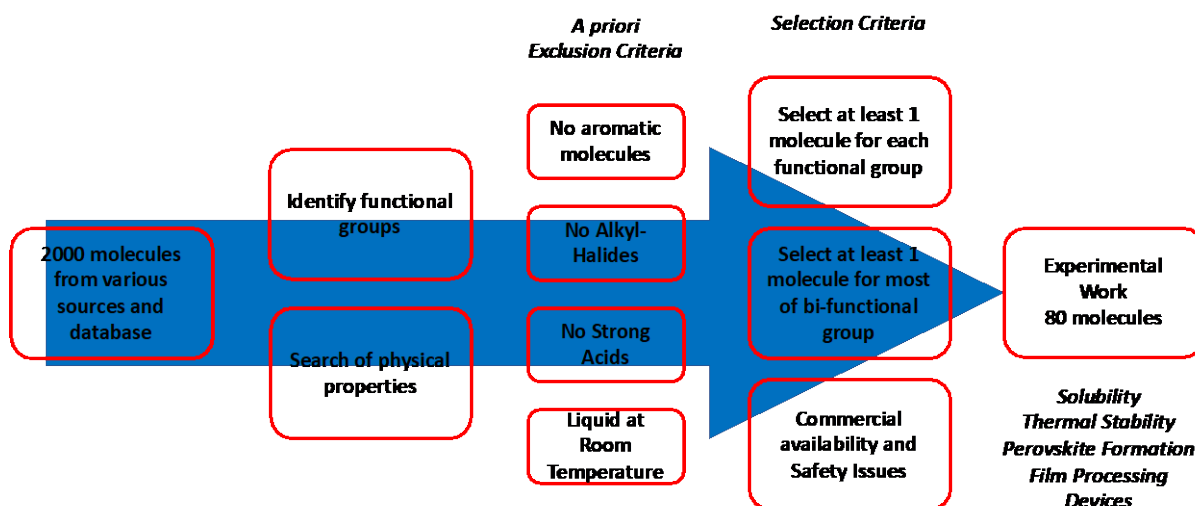 A priori
Exclusion Criteria
Selection Criteria
2000 molecules
from various
sources and
database
Identify functional
groups
Search of physical
properties
No aromatic
molecules
No Alkyl-
Halides
No Strong
Acids
Liquid at
Room
Temperature
Select at least 1
molecule for each
functional group
Select at least 1
molecule for most
of bi-functional
group
Commercial
availability and
Safety Issues
Experimental
Work
80 molecules
Solubility
Thermal Stability
Perovskite Formation
Film Processing
Devices